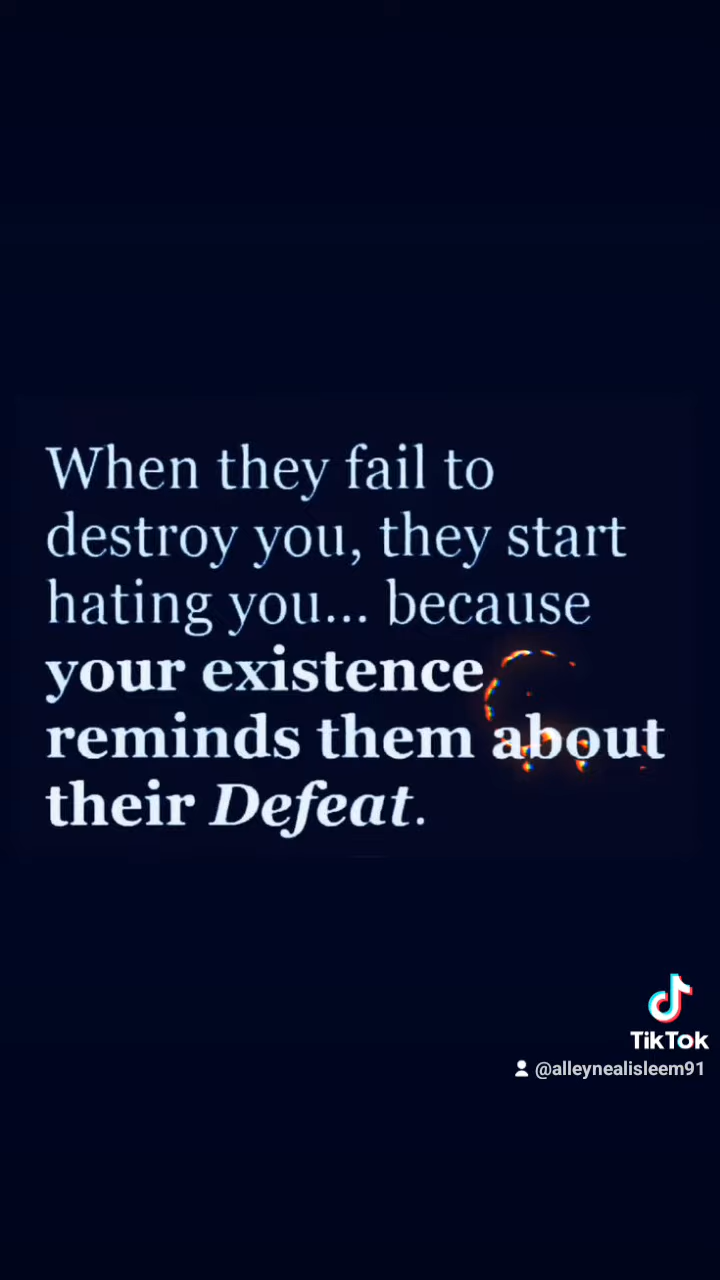 When they fail to
destroy you, they start
hating you... because
your existence
reminds them about
their Defeat.
TikTok
@alleynealisleem91